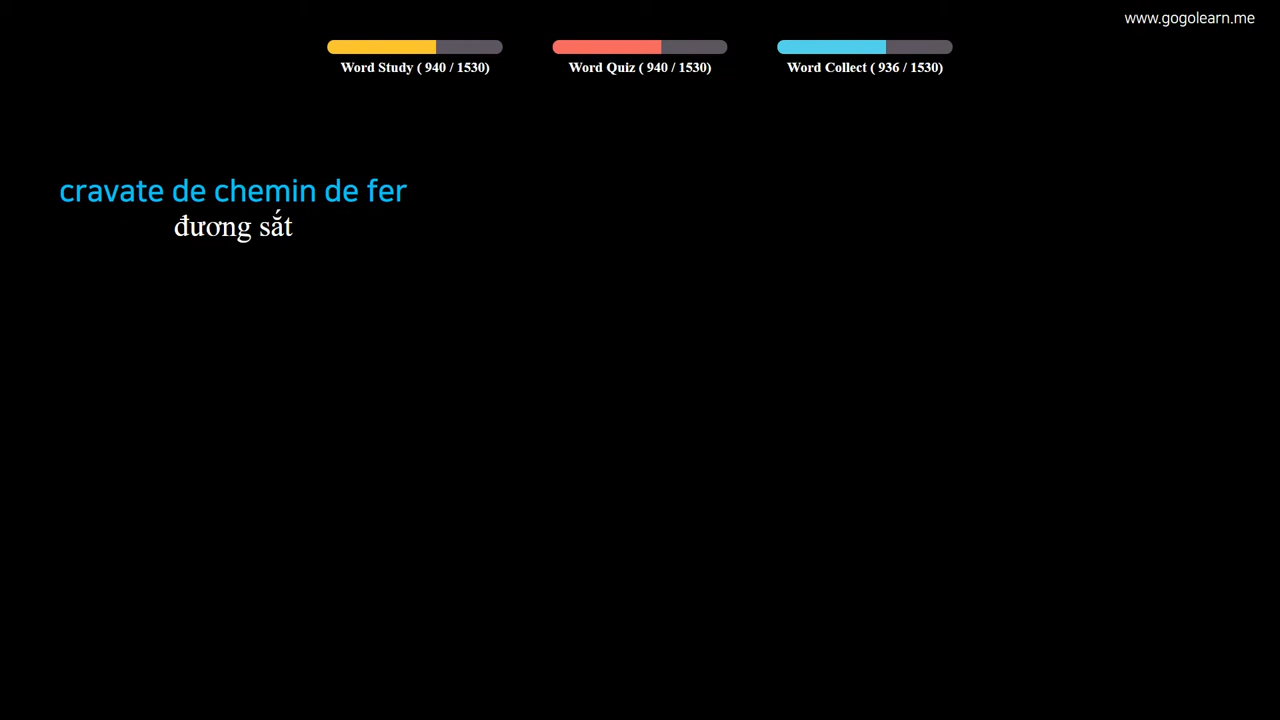 www.gogolearn.me
Word Study ( 940 / 1530)
Word Quiz ( 940 / 1530)
Word Collect ( 936 / 1530)
cravate de chemin de fer
đương sắt